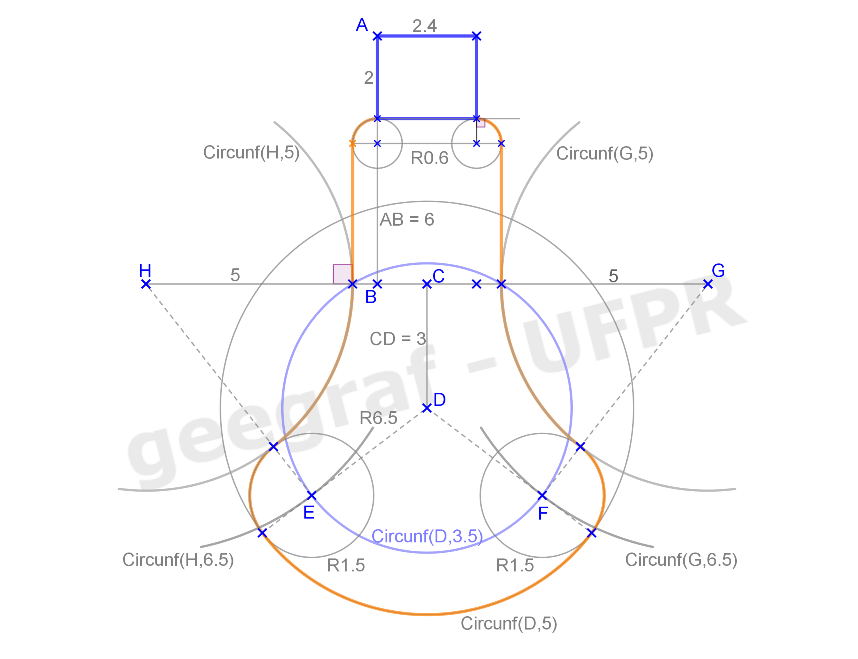 A
2.4
2
Circunf(H,5)
R0.6
Circunf(G,5)
AB = 6
H
5
B
C
5
G
CD = 3
D
R6.5
geegraf - UFPR
E
F
Circunf(D,3.5)
Circunf(H,6.5)
R1.5
R1.5
Circunf(G,6.5)
Circunf(D,5)